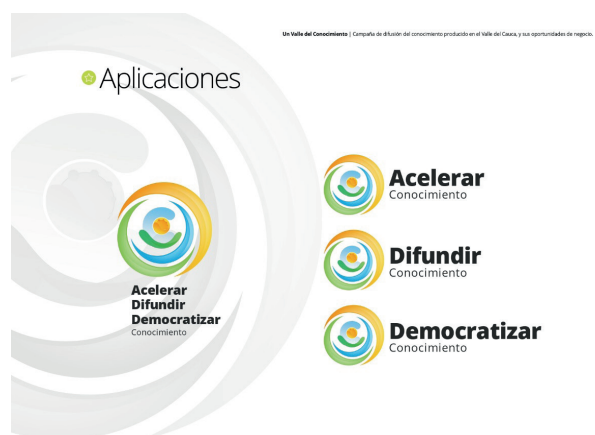 Un Valle del Conocimiento | Campaña de difusión del conocimiento producido en el Valle del Cauca, y sus oportunidades de negocio.
Aplicaciones
Acelerar
Difundir
Democratizar
Conocimiento
Acelerar
Conocimiento
Difundir
Conocimiento
Democratizar
Conocimiento